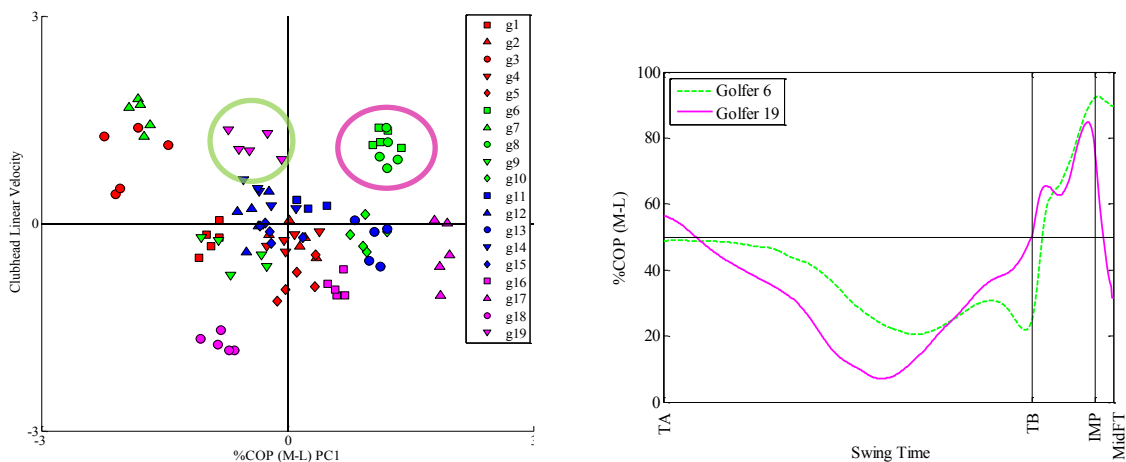 3
0
-3
-3
0
3
Clubhead Linear Velocity
%COP (M-L) PC1
g1
g2
g3
g4
g5
g6
g7
g8
g9
g10
g11
g12
g13
g14
g15
g16
g17
g18
g19
100
80
60
40
20
0
%COP (M-L)
Golfer 6
Golfer 19
TA
TB
IMP
MidFT
Swing Time